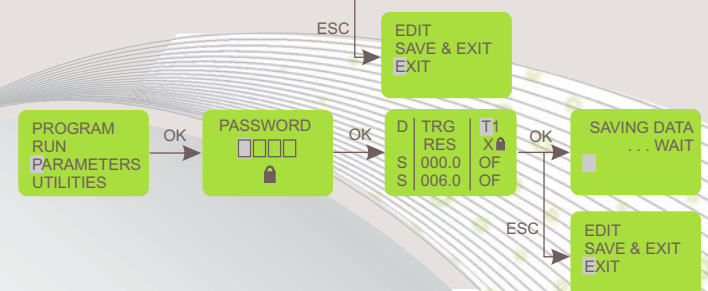 ESC
EDIT
SAVE & EXIT
EXIT
PROGRAM
RUN
PARAMETERS
UTILITIES
OK
PASSWORD
OK
D TRG T1
RES X
S 000.0 OF
S 006.0 OF
OK
SAVING DATA
. . . WAIT
ESC
EDIT
SAVE & EXIT
EXIT